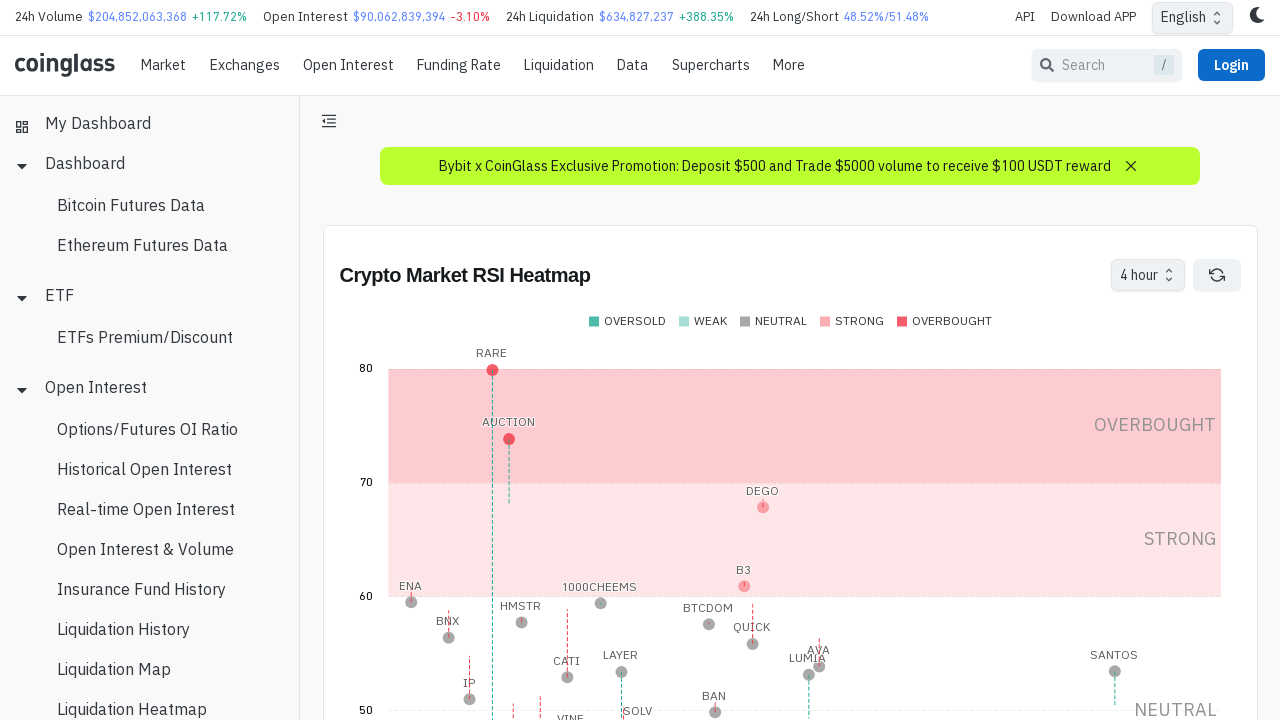 24h Volume $204,852,063,368 +117.72% Open Interest $90,062,839,394 -3.10% 24h Liquidation $634,827,237 +388.35% 24h Long/Short 48.52%/51.48% API Download APP English
coinglass Market Exchanges Open Interest Funding Rate Liquidation Data Supercharts More Search / Login
My Dashboard
Dashboard
Bitcoin Futures Data
Ethereum Futures Data
ETF
ETFs Premium/Discount
Open Interest
Options/Futures OI Ratio
Historical Open Interest
Real-time Open Interest
Open Interest & Volume
Insurance Fund History
Liquidation History
Liquidation Map
Liquidation Heatmap
Bybit x CoinGlass Exclusive Promotion: Deposit $500 and Trade $5000 volume to receive $100 USDT reward
Crypto Market RSI Heatmap 4 hour
OVERSOLD WEAK NEUTRAL STRONG OVERBOUGHT
RARE
80
AUCTION
OVERBOUGHT
70
DEGO
STRONG
B3
ENA 1000CHEEMS
60
HMSTR BTCDOM
BNX QUICK
AVA
CATI LAYER LUMIA SANTOS
IP
BAN
50 SOLV NEUTRAL
VINE